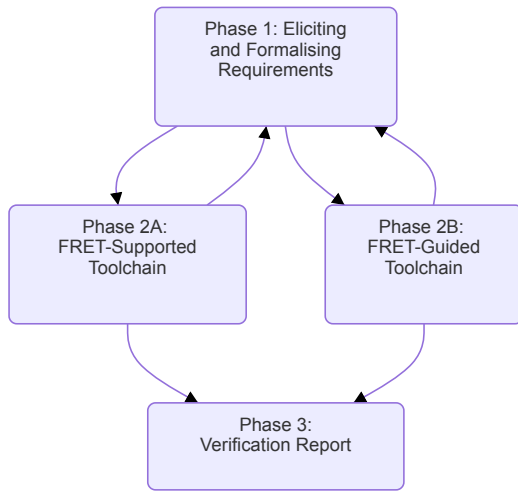 Phase 1: Eliciting
and Formalising
Requirements
Phase 2A:
FRET-Supported
Toolchain
Phase 2B:
FRET-Guided
Toolchain
Phase 3:
Verification Report